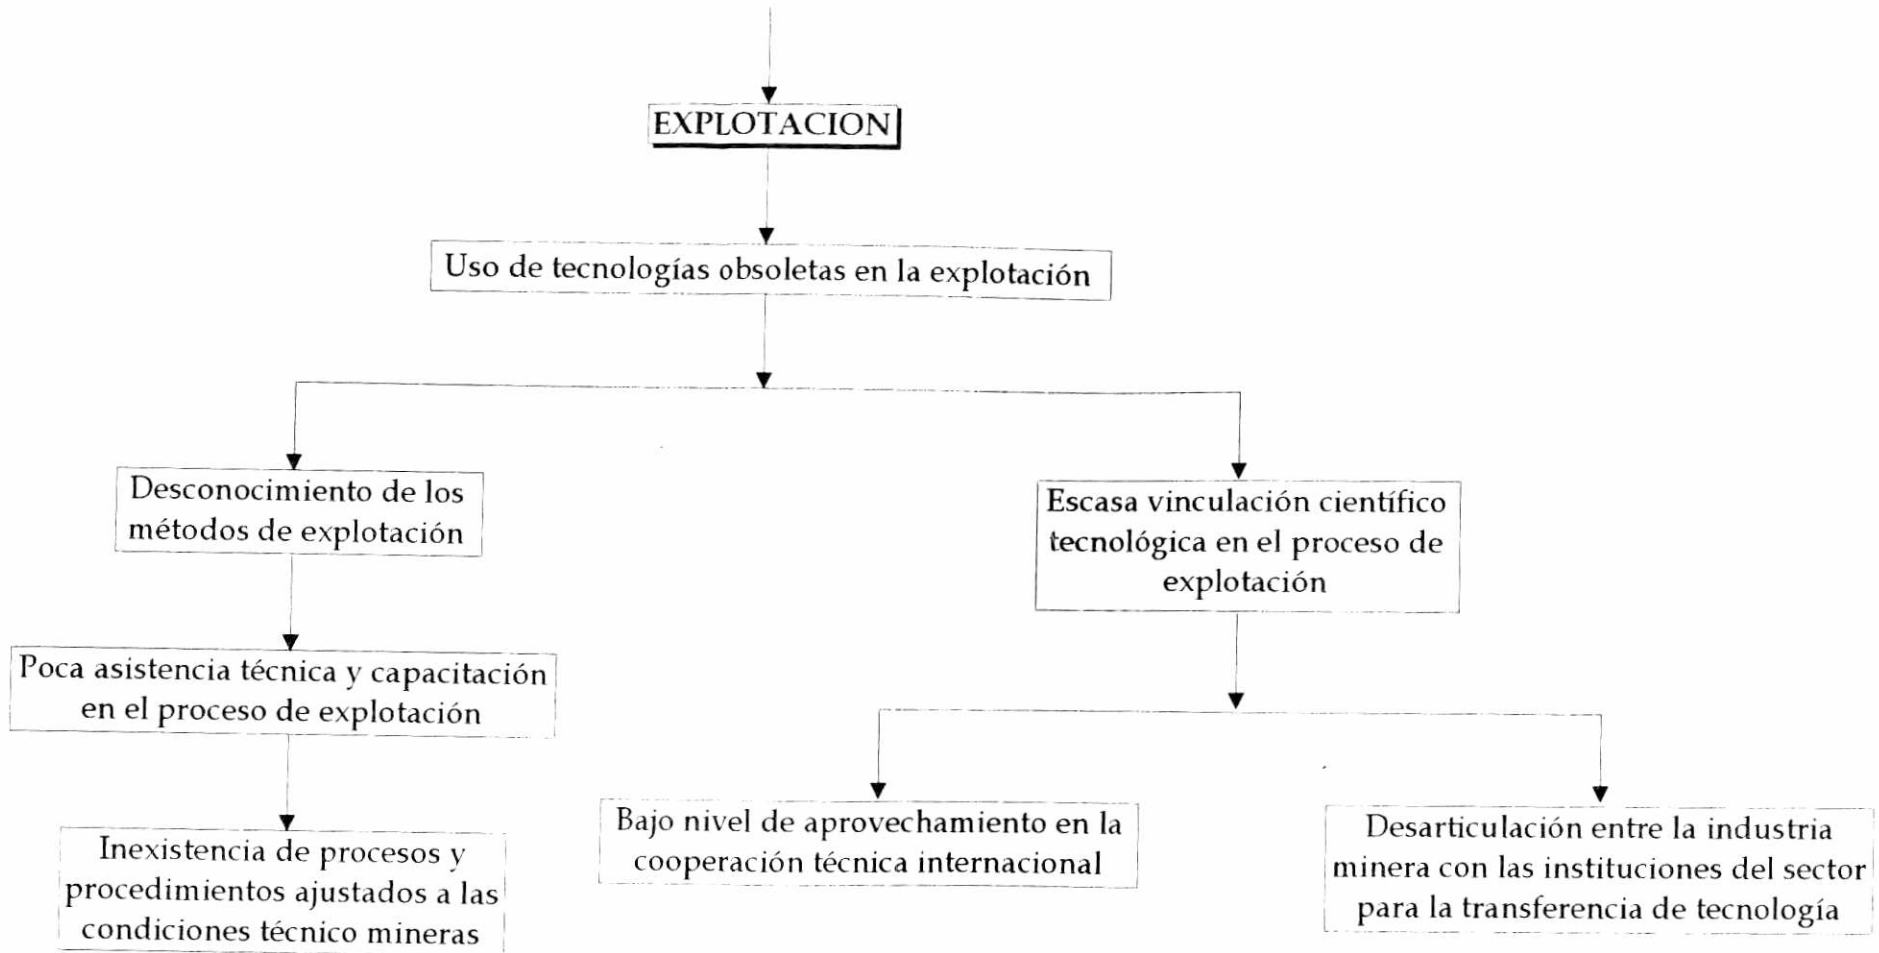 EXPLOTACION
Uso de tecnologías obsoletas en la explotación
Desconocimiento de los
métodos de explotación
Escasa vinculación científico
tecnológica en el proceso de
explotación
Poca asistencia técnica y capacitación
en el proceso de explotación
Inexistencia de procesos y
procedimientos ajustados a las
condiciones técnico mineras
Bajo nivel de aprovechamiento en la
cooperación técnica internacional
Desarticulación entre la industria
minera con las instituciones del sector
para la transferencia de tecnología